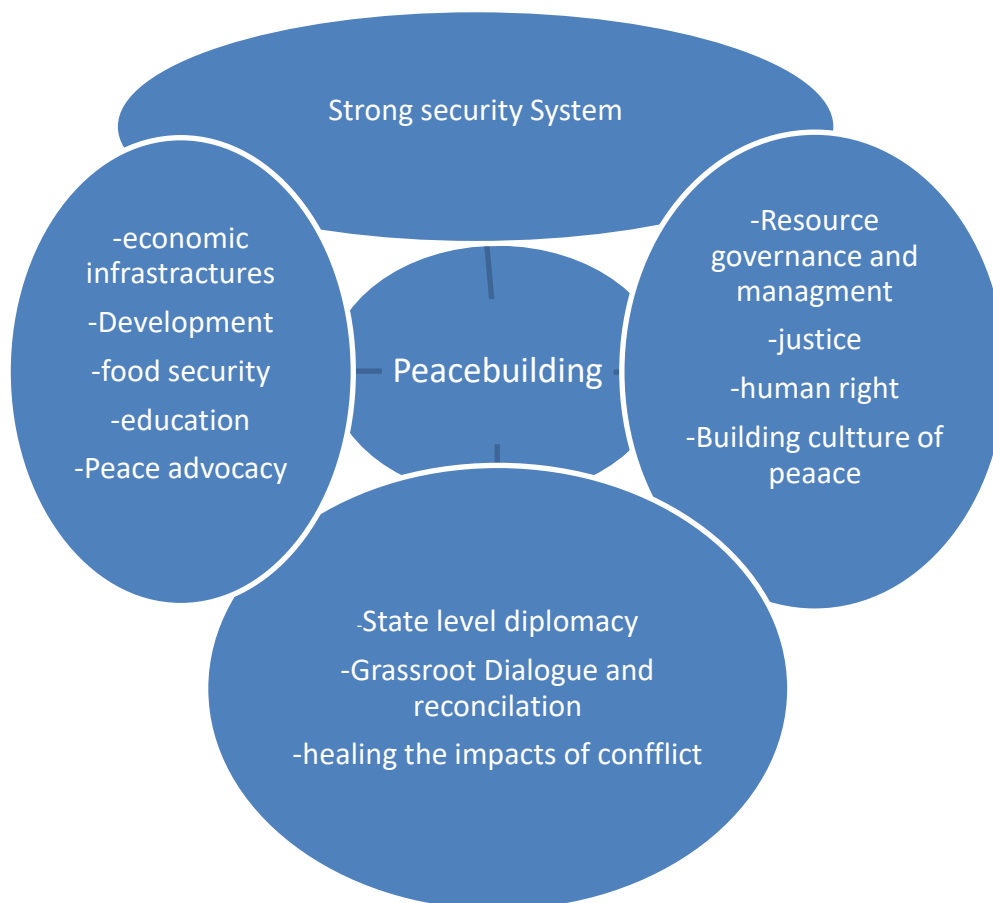 Strong security System
-economic
infrastractures
-Development
-food security
-education
-Peace advocacy
Peacebuilding
-Resource
governance and
managment
-justice
-human right
-Building cultture of
peaace
-State level diplomacy
-Grassroot Dialogue and
reconcilation
-healing the impacts of confflict